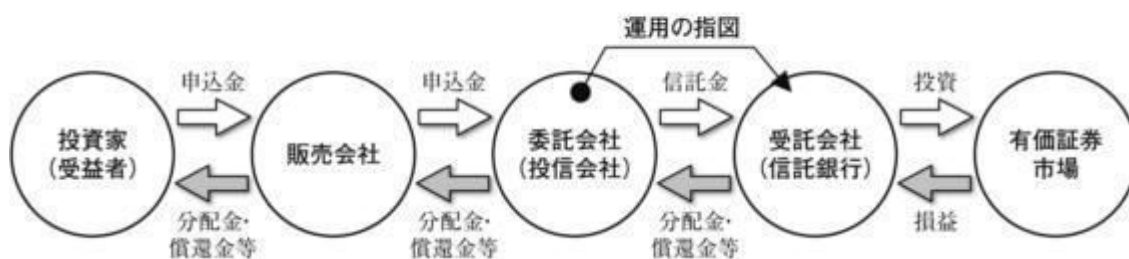 運用の指図
申込金
申込金
信託金
投資
投資家
(受益者)
販売会社
委託会社
(投信会社)
受託会社
(信託銀行)
有価証券
市場
分配金・
償還金等
分配金・
償還金等
分配金・
償還金等
損益